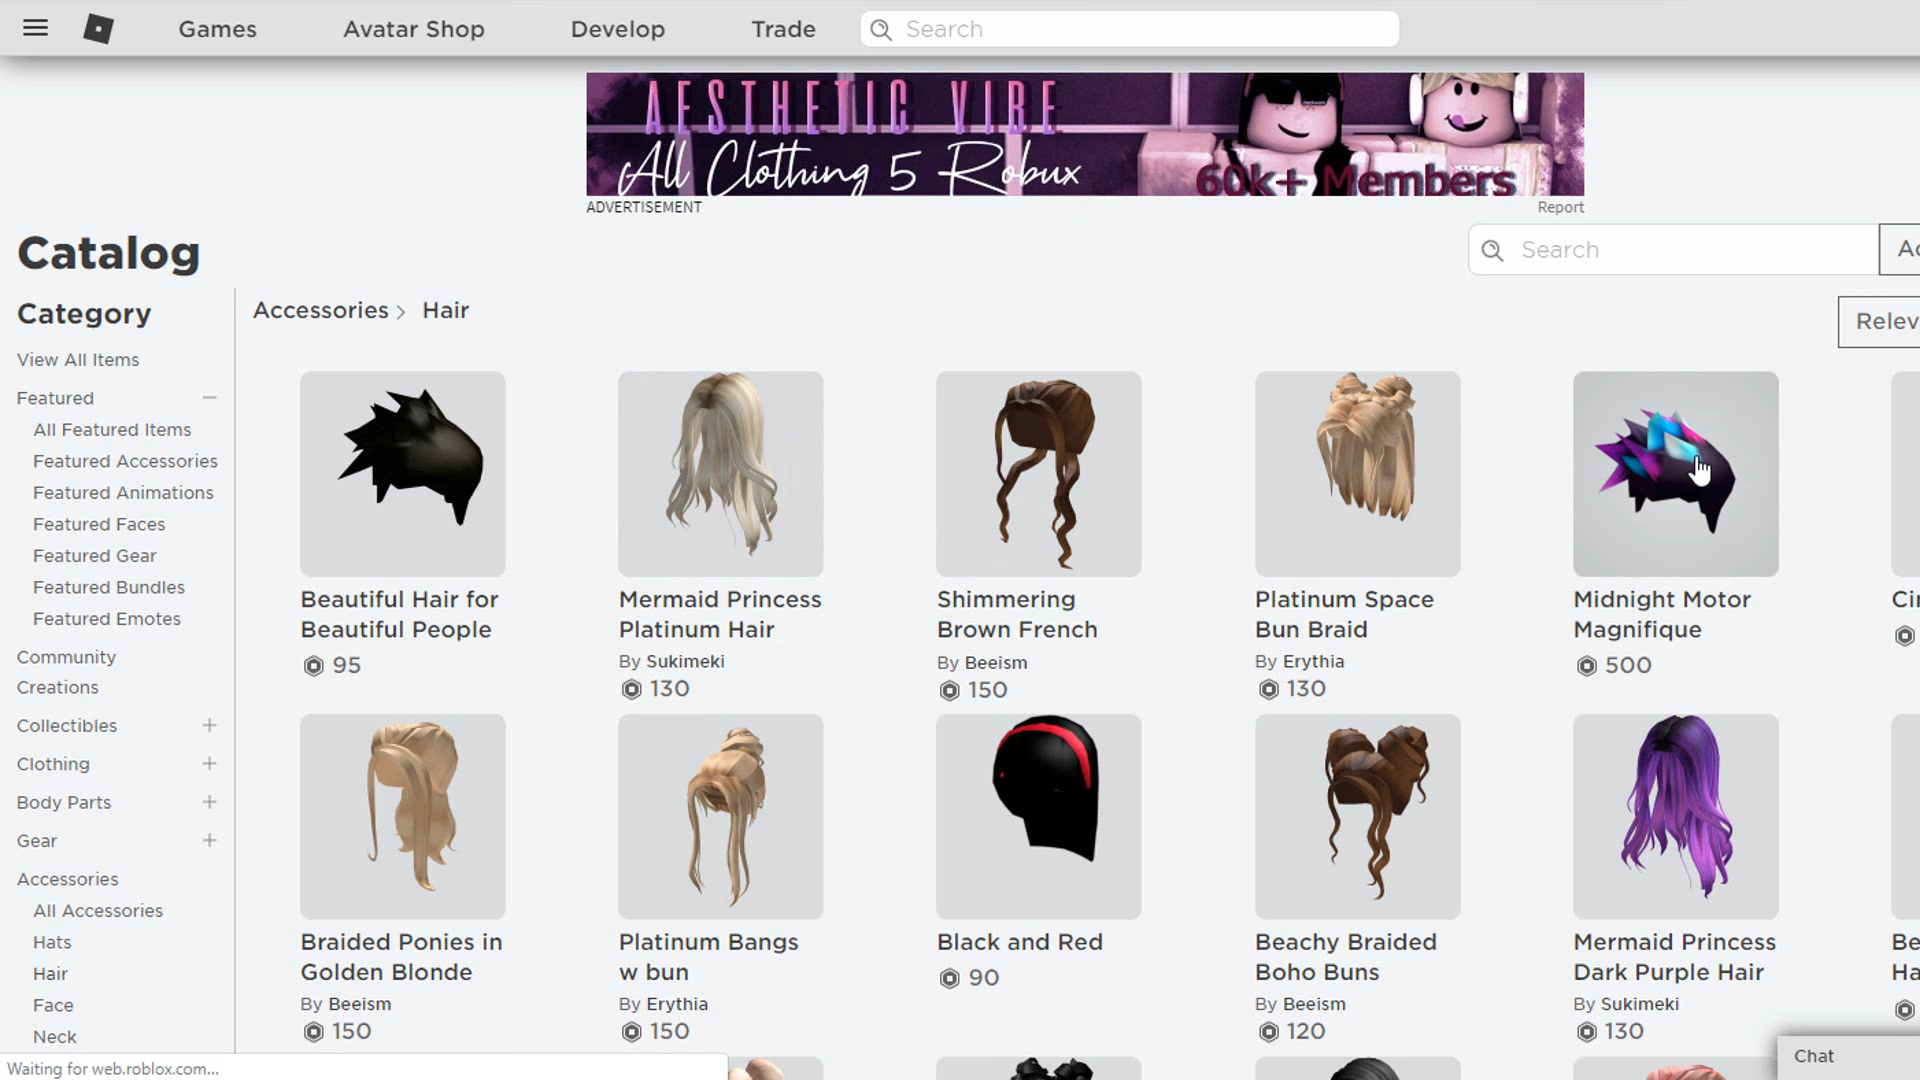 Games Avatar Shop Develop Trade Search
AESTHETIC VIBE
All Clothing 5 Robux
60k+ Members
ADVERTISEMENT Report
Catalog
Search
Category
Accessories Hair
View All Items
Featured
All Featured Items
Featured Accessories
Featured Animations
Featured Faces
Featured Gear
Featured Bundles
Featured Emotes
Community
Creations
Collectibles
Clothing
Body Parts
Gear
Accessories
All Accessories
Hats
Hair
Face
Neck
Beautiful Hair for
Beautiful People
95
Mermaid Princess
Platinum Hair
By Sukimeki
130
Shimmering
Brown French
By Beeism
150
Platinum Space
Bun Braid
By Erythia
130
Midnight Motor
Magnifique
500
Braided Ponies in
Golden Blonde
By Beeism
150
Platinum Bangs
w bun
By Erythia
150
Black and Red
90
Beachy Braided
Boho Buns
By Beeism
120
Mermaid Princess
Dark Purple Hair
By Sukimeki
130
Waiting for web.roblox.com...
Chat